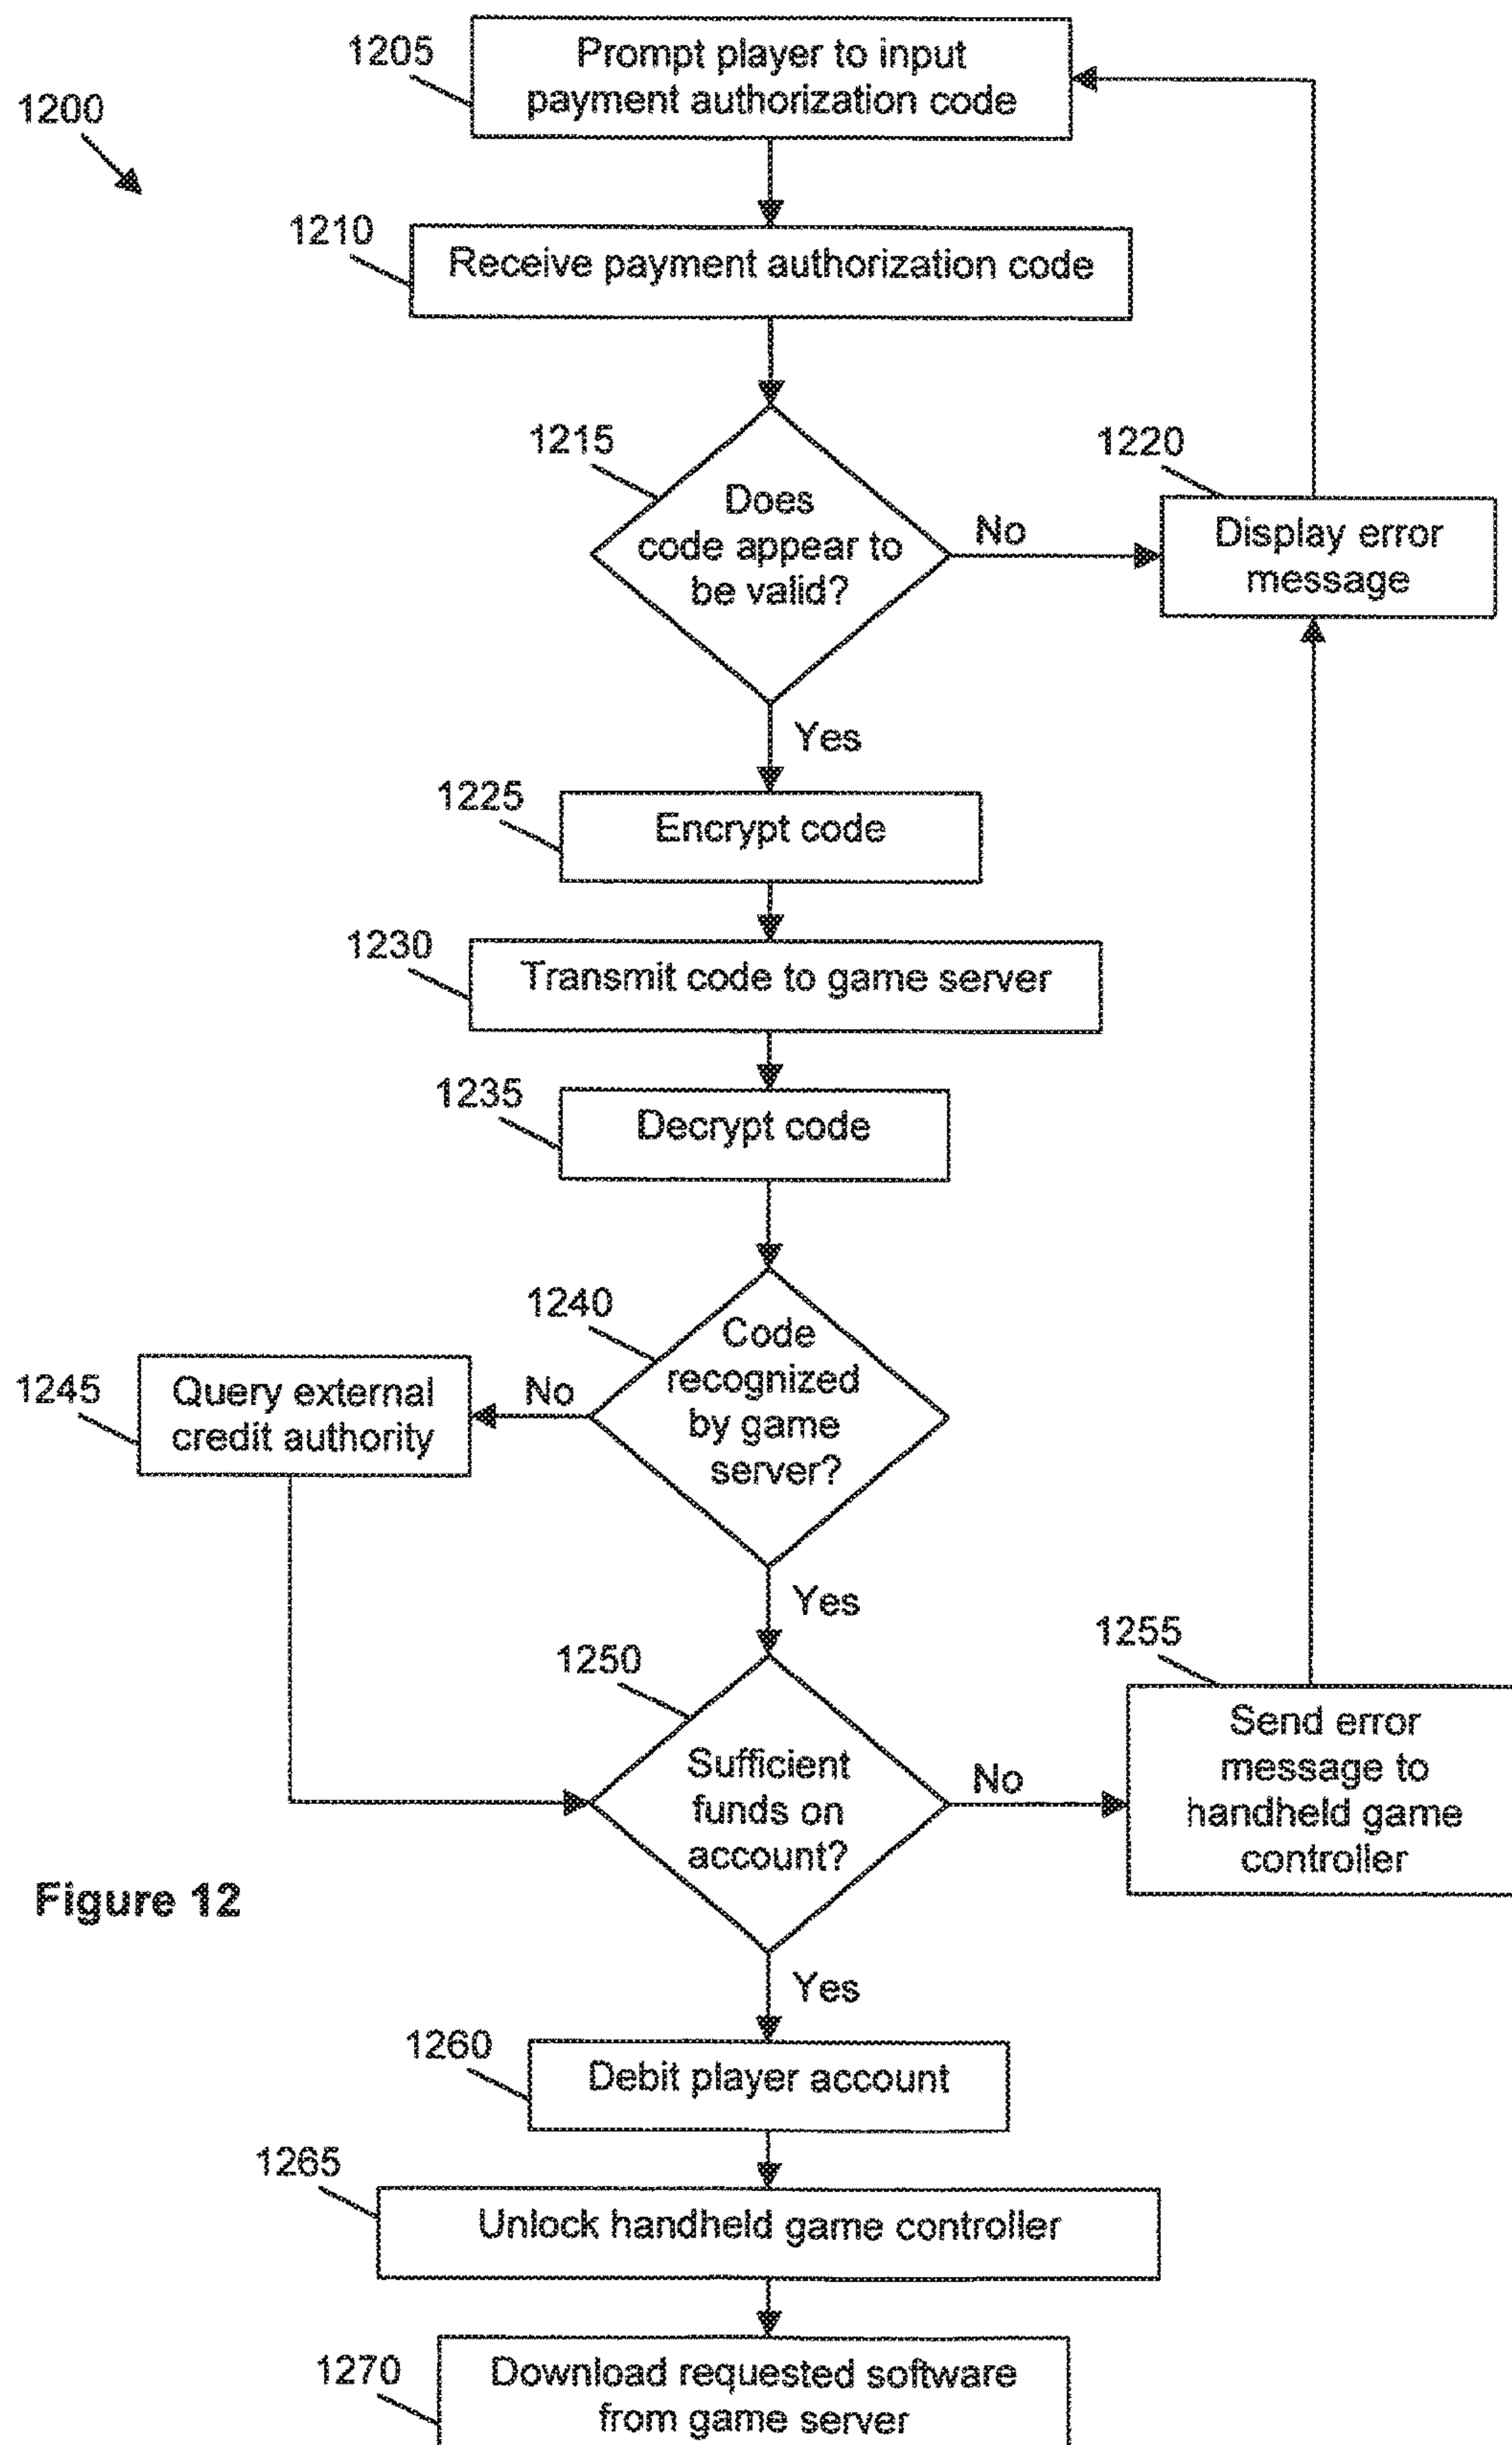 1200
1205
Prompt player to input
payment authorization code
1210
Receive payment authorization code
1215
Does
code appear to
be valid?
No
1220
Display error
message
Yes
1225
Encrypt code
1230
Transmit code to game server
1235
Decrypt code
1240
Code
recognized
by game
server?
No
1245
Query external
credit authority
Yes
1250
Sufficient
funds on
account?
No
1255
Send error
message to
handheld game
controller
Figure 12
Yes
1260
Debit player account
1265
Unlock handheld game controller
1270
Download requested software
from game server